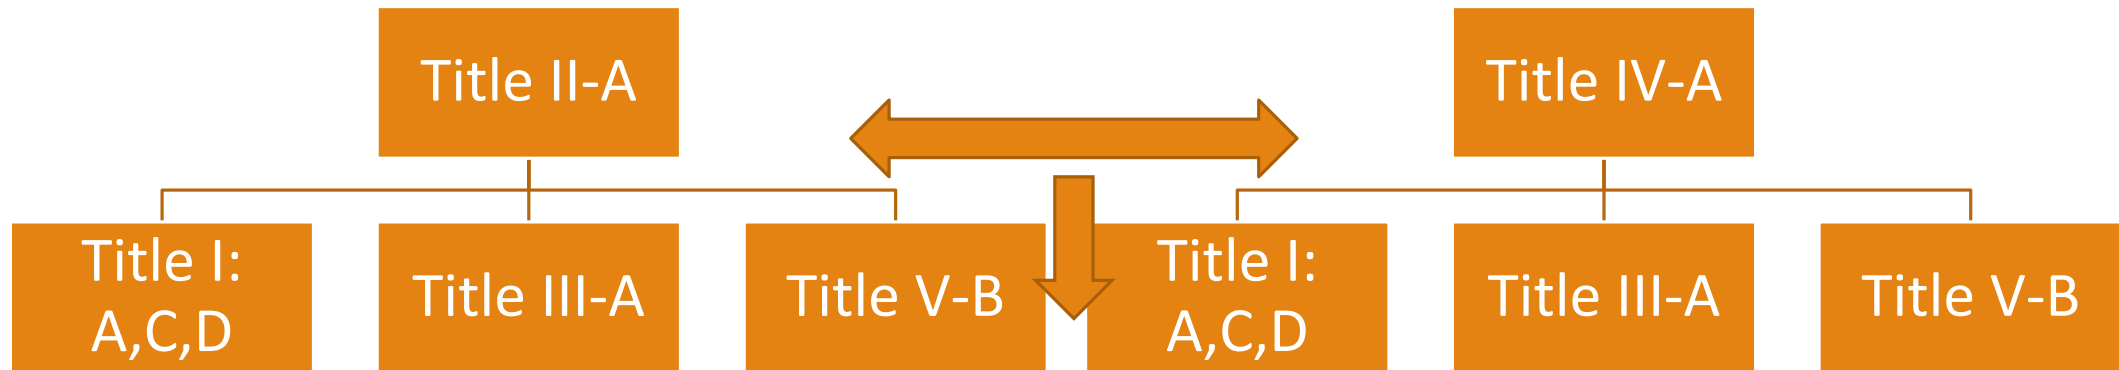 Title II-A
Title IV-A
Title I:
A,C,D
Title III-A
Title V-B
Title I:
A,C,D
Title III-A
Title V-B